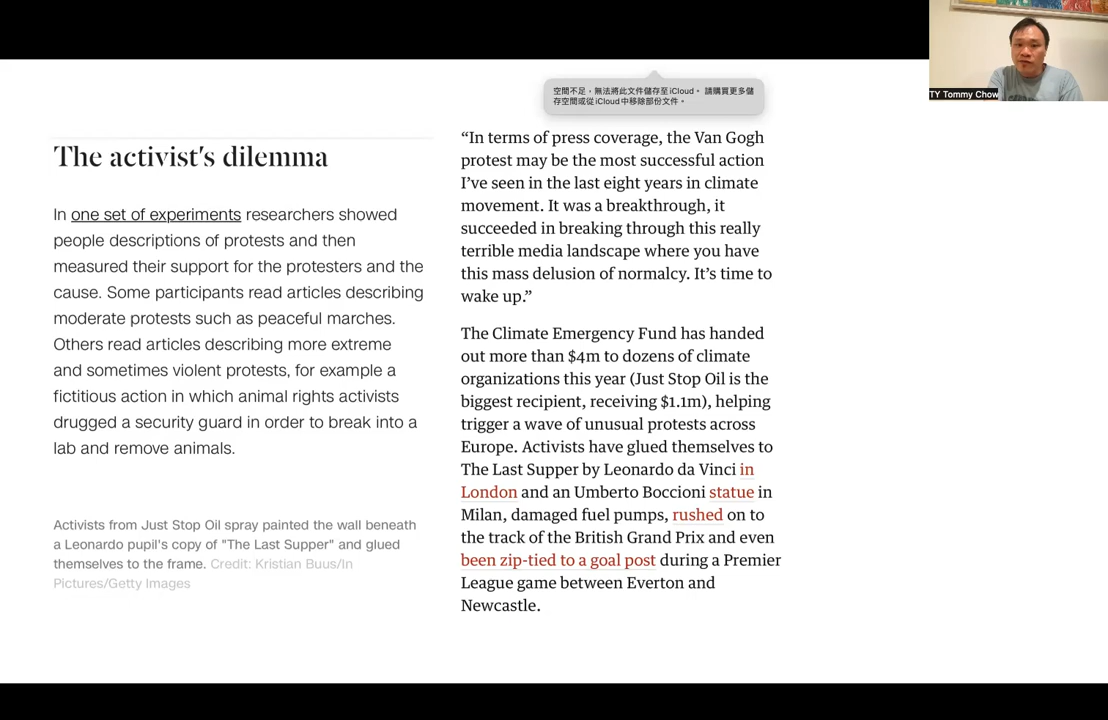 TY Tommy Chow
空間不足，無法將此文件儲存至 iCloud。 請購買更多儲
存空間或從 iCloud 中移除部份文件。
The activist's dilemma
In one set of experiments researchers showed
people descriptions of protests and then
measured their support for the protesters and the
cause. Some participants read articles describing
moderate protests such as peaceful marches.
Others read articles describing more extreme
and sometimes violent protests, for example a
fictitious action in which animal rights activists
drugged a security guard in order to break into a
lab and remove animals.
Activists from Just Stop Oil spray painted the wall beneath
a Leonardo pupil's copy of "The Last Supper" and glued
themselves to the frame. Credit: Kristian Buus/In
Pictures/Getty Images
“In terms of press coverage, the Van Gogh
protest may be the most successful action
I’ve seen in the last eight years in climate
movement. It was a breakthrough, it
succeeded in breaking through this really
terrible media landscape where you have
this mass delusion of normalcy. It’s time to
wake up.”
The Climate Emergency Fund has handed
out more than $4m to dozens of climate
organizations this year (Just Stop Oil is the
biggest recipient, receiving $1.1m), helping
trigger a wave of unusual protests across
Europe. Activists have glued themselves to
The Last Supper by Leonardo da Vinci in
London and an Umberto Boccioni statue in
Milan, damaged fuel pumps, rushed on to
the track of the British Grand Prix and even
been zip-tied to a goal post during a Premier
League game between Everton and
Newcastle.